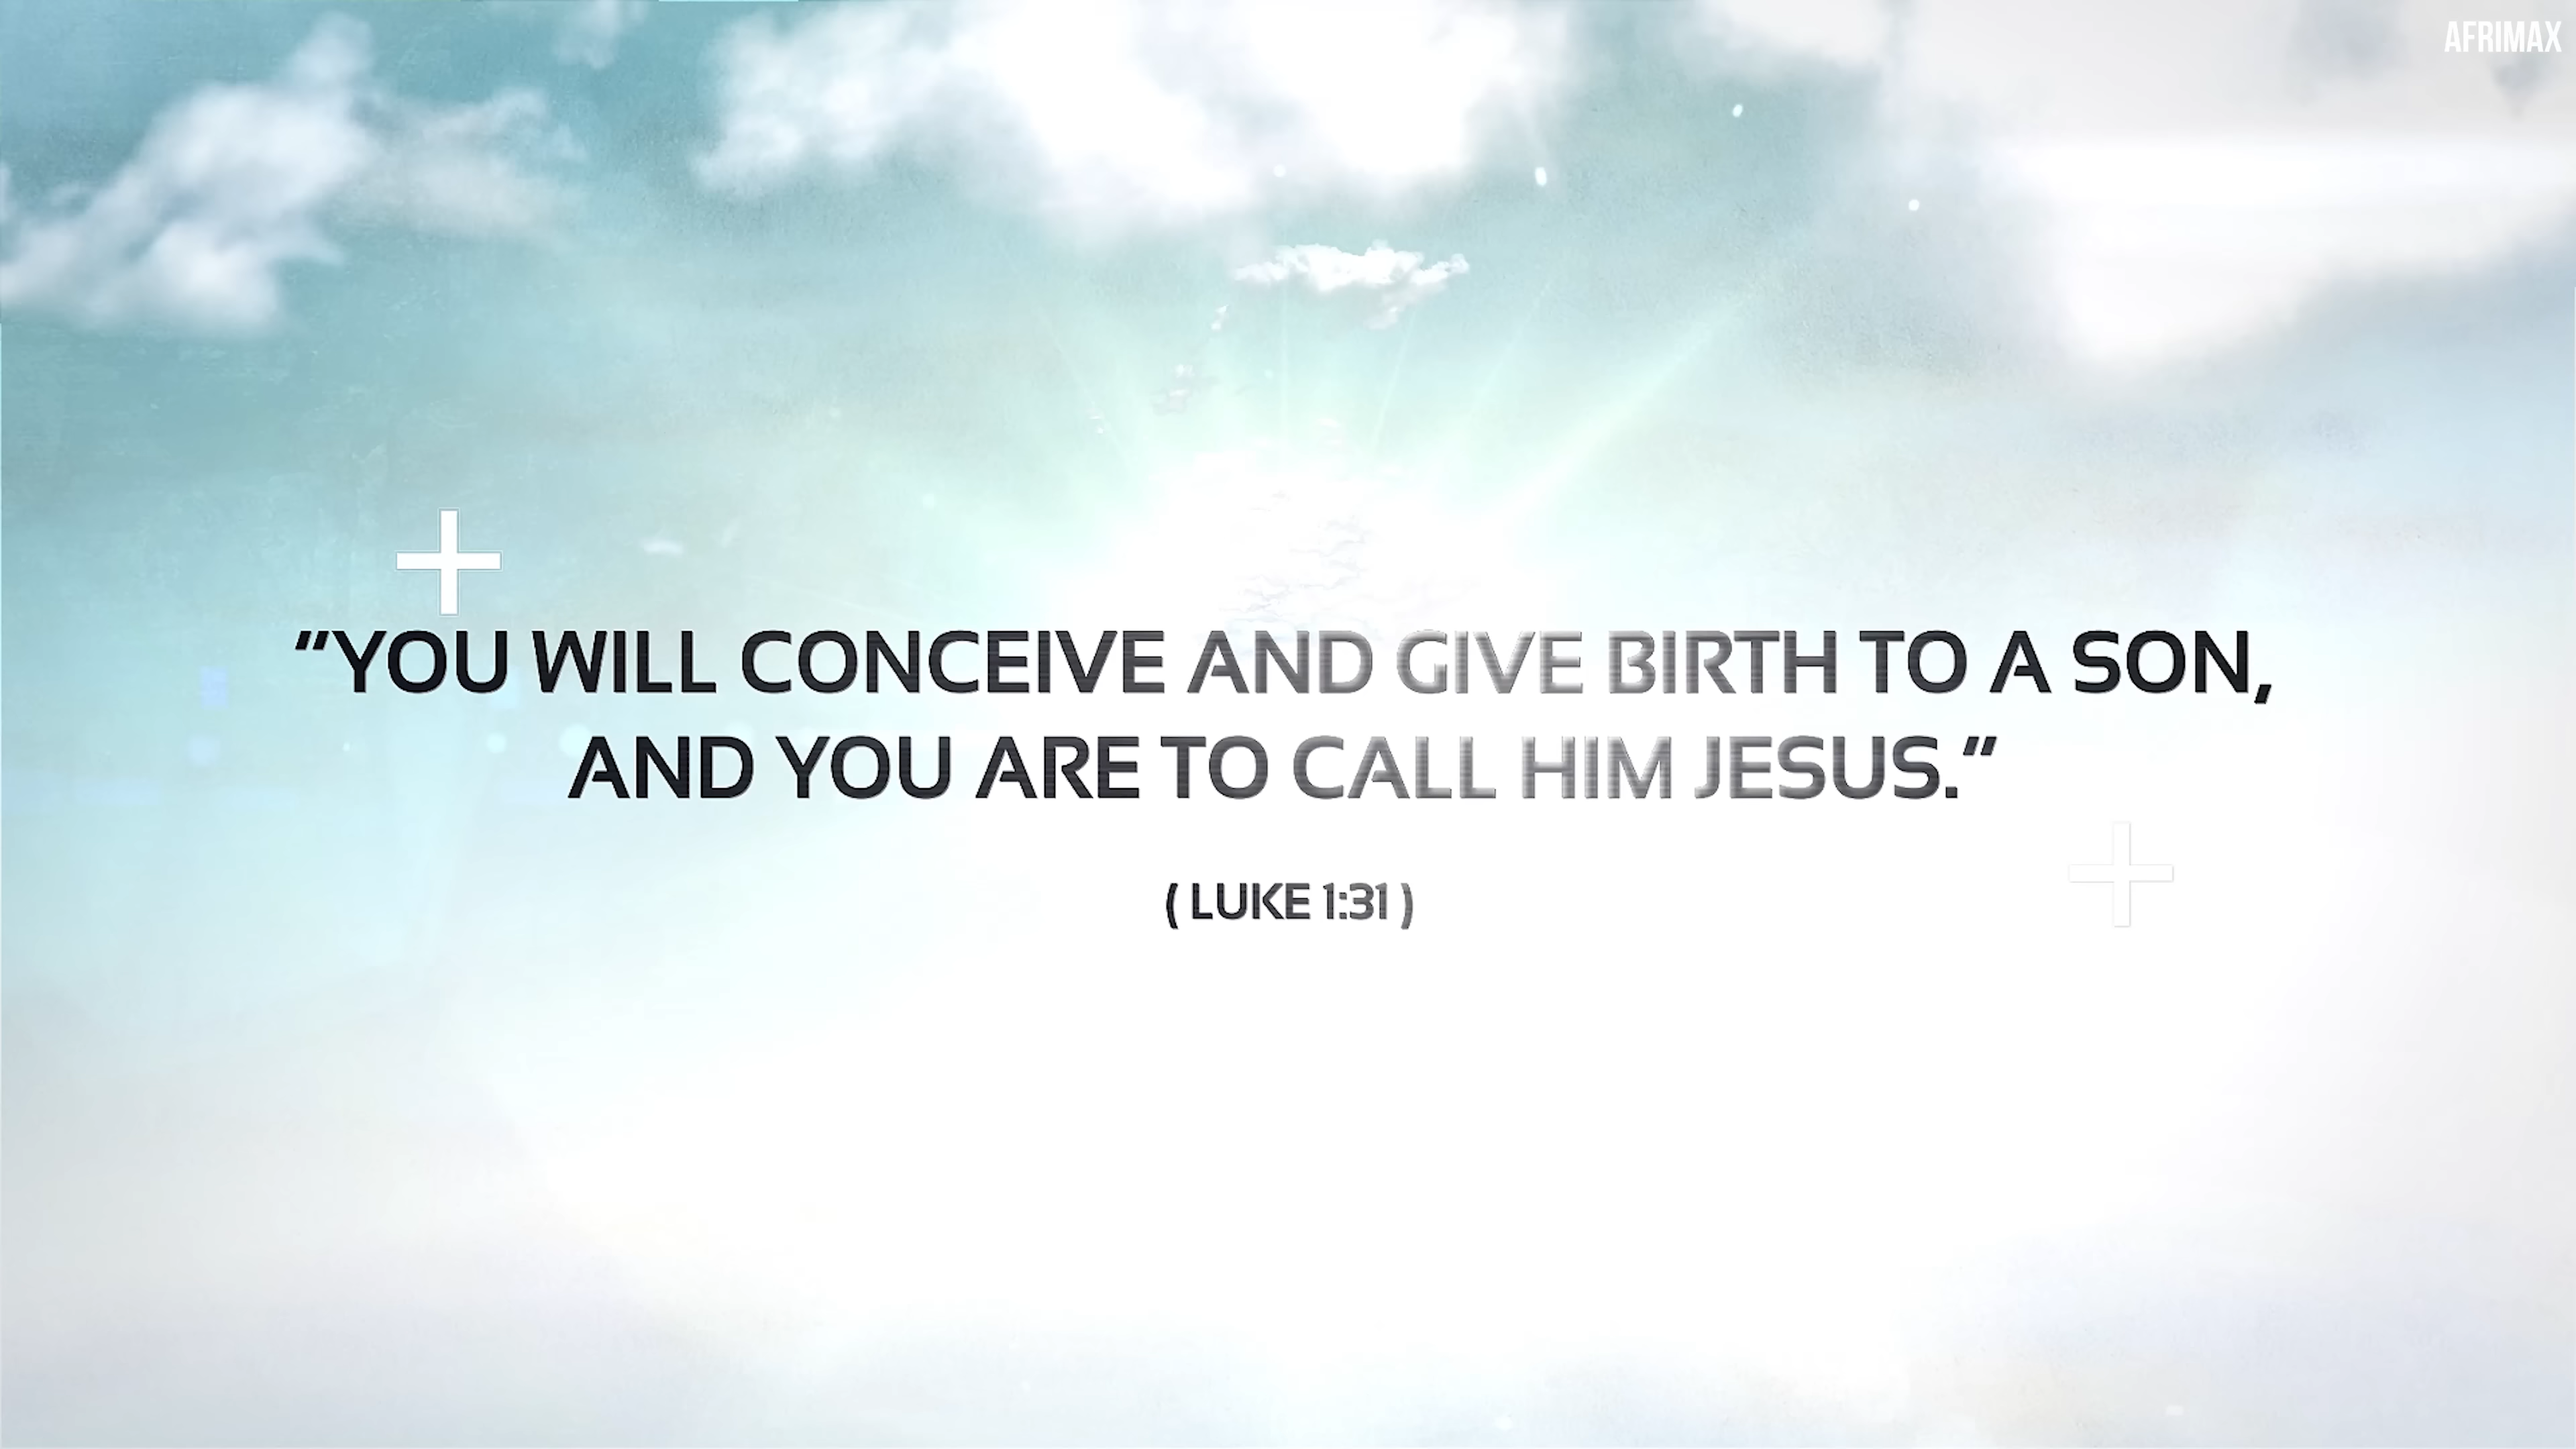 AFRIMAX
"YOU WILL CONCEIVE AND GIVE BIRTH TO A SON,
AND YOU ARE TO CALL HIM JESUS."
( LUKE 1:31 )